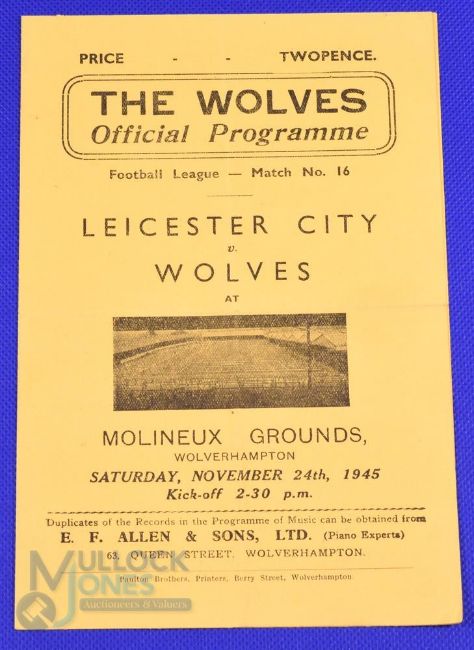 PRICE - - TWOPENCE.
THE WOLVES
Official Programme
Football League — Match No. 16
LEICESTER CITY
v.
WOLVES
AT
MOLINEUX GROUNDS,
WOLVERHAMPTON
SATURDAY, NOVEMBER 24th, 1945
Kick-off 2-30 p.m.
Duplicates of the Records in the Programme of Music can be obtained from
E. F. ALLEN & SONS, LTD. (Piano Experts)
63, QUEEN STREET, WOLVERHAMPTON.
Paulton Brothers, Printers, Berry Street, Wolverhampton.
MULLOCK
JONES
Auctioneers & Valuers